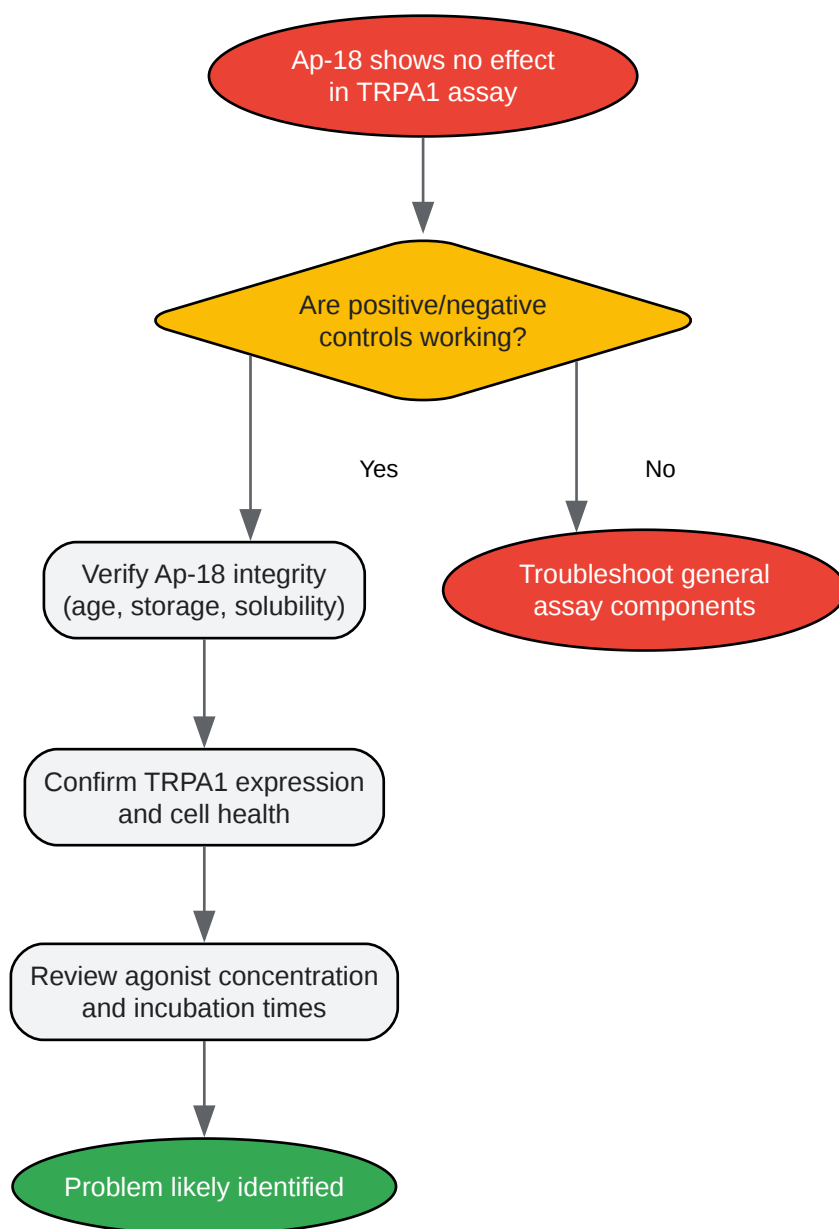 Ap-18 shows no effect
in TRPA1 assay
Are positive/negative
controls working?
Yes
No
Verify Ap-18 integrity
(age, storage, solubility)
Troubleshoot general
assay components
Confirm TRPA1 expression
and cell health
Review agonist concentration
and incubation times
Problem likely identified